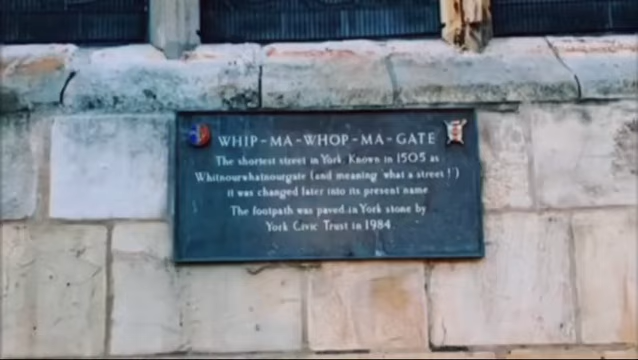 WHIP-MA-WHOP-MA-GATE
The shortest street in York. Known in 1505 as
Whitnourwhatnourgate (and meaning what a street!)
it was changed later into its present name
The footpath was paved in York stone by
York Civic Trust in 1984.